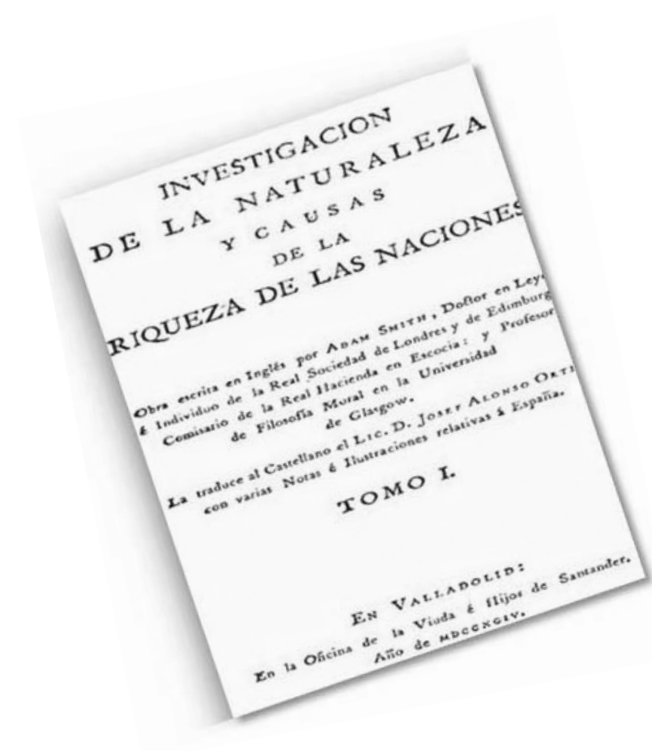 INVESTIGACION
DE LA NATURALEZA
Y CAUSAS
DE LA
RIQUEZA DE LAS NACIONES
Obra escrita en Inglés por ADAM SMITH, Doctor en Ley.
é Individuo de la Real Sociedad de Londres y de Edimburg
Comisario de la Real Hacienda en Escocia: y Profesor
de Filosofía Moral en la Universidad
de Glasgow.
La traduce al Castellano el LIC. D. JOSEF ALONSO ORTI
con varias Notas é Ilustraciones relativas á España.
TOMO I.
EN VALLADOLID:
En la Oficina de la Viuda é Hijos de Santander.
Año de MDCCXCIV.